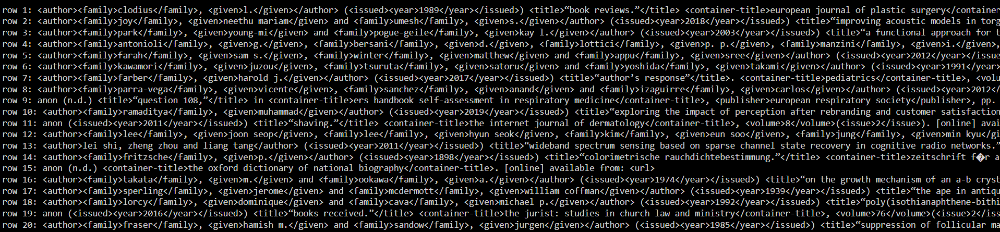 row 1: <author><family>clodius</family>, <given>l.</given></author> (<issued><year>1989</year></issued>) <title>“book reviews.”</title> <container-title>european journal of plastic surgery</container
row 2: <author><family>joy</family>, <given>neethu mariam</given> and <family>umesh</family>, <given>s.</given></author> (<issued><year>2018</year></issued>) <title>“improving acoustic models in torg
row 3: <author><family>park</family>, <given>young-mi</given> and <family>pogue-geile</family>, <given>kay l.</given></author> (<issued><year>2003</year></issued>) <title>“a functional approach for t
row 4: <author><family>antonioli</family>, <given>g.</given>, <family>bersani</family>, <given>d.</given>, <family>lottici</family>, <given>p. p.</given>, <family>manzini</family>, <given>i.</given>,
row 5: <author><family>farah</family>, <given>sam s.</given>, <family>winter</family>, <given>matthew</given> and <family>appu</family>, <given>sree</given></author> (<issued><year>2012</year></issue
row 6: <author><family>kawamori</family>, <given>juzou</given>, <family>tsuruta</family>, <given>satoru</given> and <family>yoshida</family>, <given>takami</given></author> (<issued><year>1991</year>
row 7: <author><family>farber</family>, <given>harold j.</given></author> (<issued><year>2017</year></issued>) <title>“author’s response”</title>. <container-title>pediatrics</container-title>, <volu
row 8: <author><family>parra-vega</family>, <given>vicente</given>, <family>sanchez</family>, <given>anand</given> and <family>izaguirre</family>, <given>carlos</given></author> (<issued><year>2012</
row 9: anon (n.d.) <title>“question 108,”</title> in <container-title>ers handbook self-assessment in respiratory medicine</container-title>, <publisher>european respiratory society</publisher>, pp.
row 10: <author><family>ramaditya</family>, <given>muhammad</given></author> (<issued><year>2019</year></issued>) <title>“exploring the impact of perception after rebranding and customer satisfaction
row 11: anon (<issued><year>2011</year></issued>) <title>“shaving.”</title> <container-title>the internet journal of dermatology</container-title>, <volume>8</volume>(<issue>2</issue>). [online] avai
row 12: <author><family>lee</family>, <given>joon seop</given>, <family>lee</family>, <given>hyun seok</given>, <family>kim</family>, <given>eun soo</given>, <family>jung</family>, <given>min kyu</gi
row 13: <author>lei shi, zheng zhou and liang tang</author> (<issued><year>2011</year></issued>) <title>“wideband spectrum sensing based on sparse channel state recovery in cognitive radio networks.”
row 14: <author><family>fritzsche</family>, <given>p.</given></author> (<issued><year>1898</year></issued>) <title>“colorimetrische rauchdichtebestimmung.”</title> <container-title>zeitschrift f�r a
row 15: anon (n.d.) <container-title>the oxford dictionary of national biography</container-title>. [online] available from: <url>
row 16: <author><family>takata</family>, <given>m.</given> and <family>ookawa</family>, <given>a.</given></author> (<issued><year>1974</year></issued>) <title>“on the growth mechanism of an a-b cryst
row 17: <author><family>sperling</family>, <given>jerome</given> and <family>mcdermott</family>, <given>william coffman</given></author> (<issued><year>1939</year></issued>) <title>“the ape in antiqu
row 18: <author><family>lorcy</family>, <given>dominique</given> and <family>cava</family>, <given>michael p.</given></author> (<issued><year>1992</year></issued>) <title>“poly(isothianaphthene-bithi
row 19: anon (<issued><year>2016</year></issued>) <title>“books received.”</title> <container-title>the jurist: studies in church law and ministry</container-title>, <volume>76</volume>(<issue>2</iss
row 20: <author><family>fraser</family>, <given>hamish m.</given> and <family>sandow</family>, <given>jurgen</given></author> (<issued><year>1985</year></issued>) <title>“suppression of follicular ma